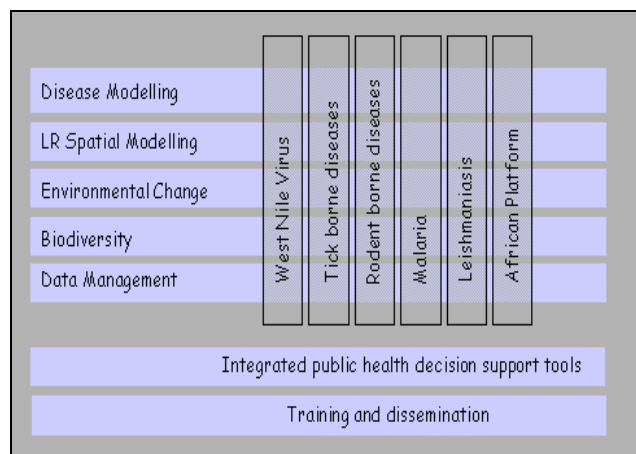 Disease Modelling
LR Spatial Modelling
Environmental Change
Biodiversity
Data Management
West Nile Virus
Tick borne diseases
Rodent borne diseases
Malaria
Leishmaniasis
African Platform
Integrated public health decision support tools
Training and dissemination